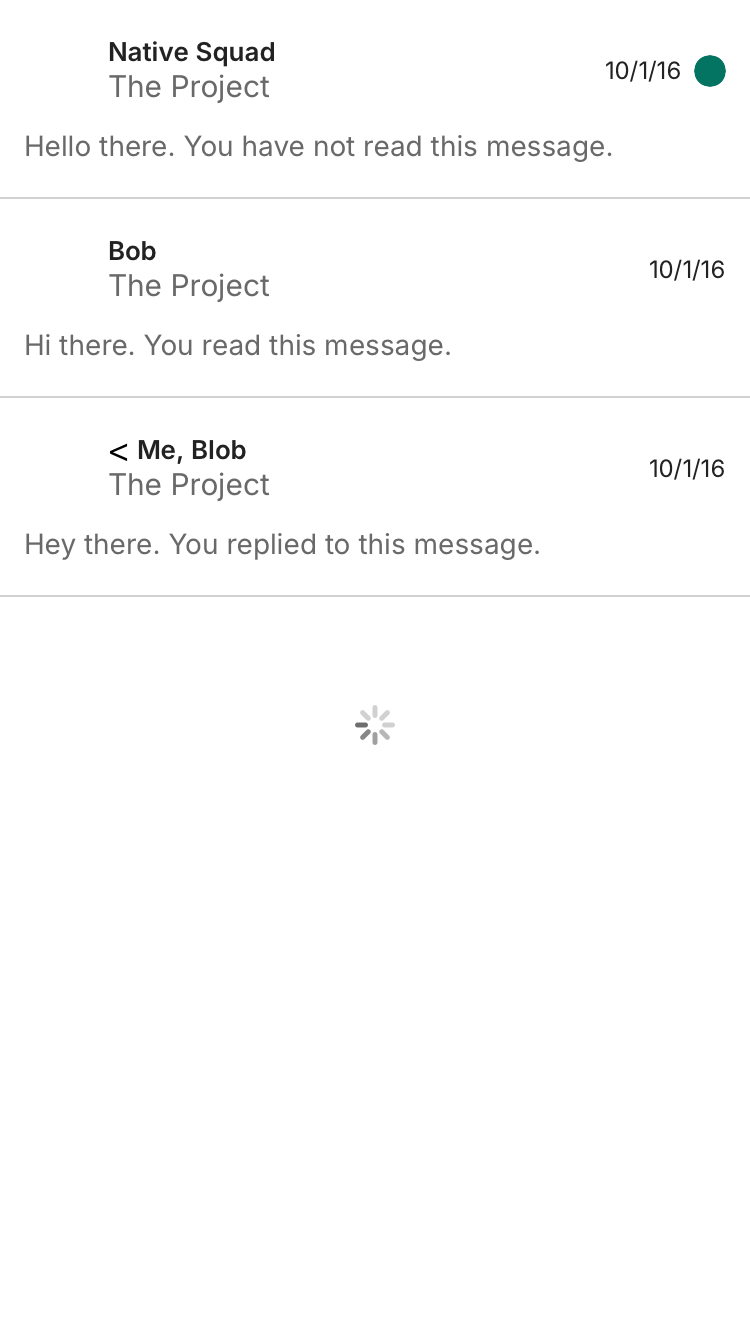 Native Squad
The Project
10/1/16
Hello there. You have not read this message.
Bob
The Project
10/1/16
Hi there. You read this message.
< Me, Blob
The Project
10/1/16
Hey there. You replied to this message.